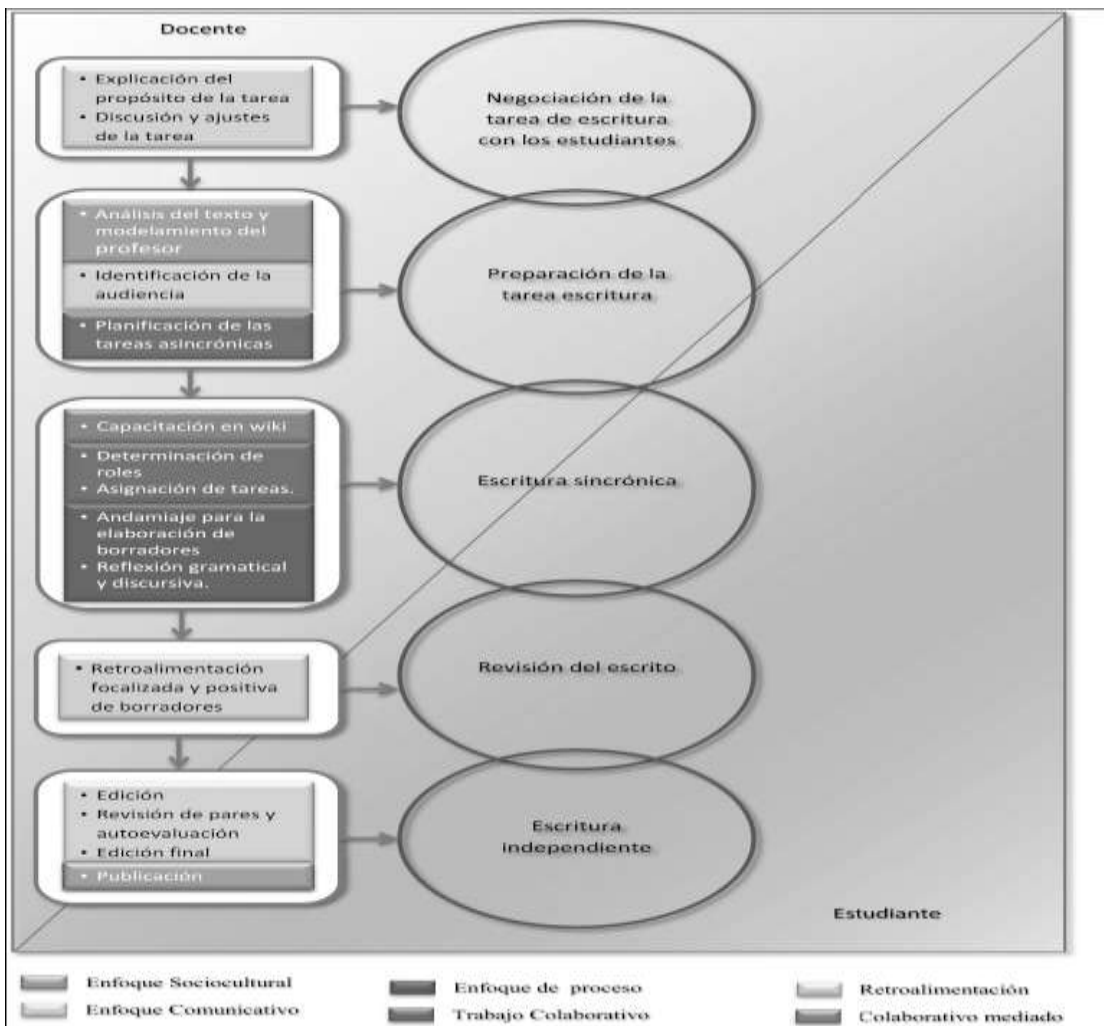 Docente
• Explicación del
propósito de la tarea
• Discusión y ajustes
de la tarea
Negociación de la
tarea de escritura
con los estudiantes
• Análisis del texto y
modelamiento del
profesor
• Identificación de la
audiencia
• Planificación de las
tareas asincrónicas
Preparación de la
tarea escritura
• Capacitación en wiki
• Determinación de
roles
• Asignación de tareas.
• Andamiaje para la
elaboración de
borradores
• Reflexión gramatical
y discursiva.
Escritura sincrónica
• Retroalimentación
focalizada y positiva
de borradores
Revisión del escrito
• Edición
• Revisión de pares y
autoevaluación
• Edición final
• Publicación
Escritura
independiente
Estudiante
Enfoque Sociocultural
Enfoque de proceso
Retroalimentación
Enfoque Comunicativo
Trabajo Colaborativo
Colaborativo mediado